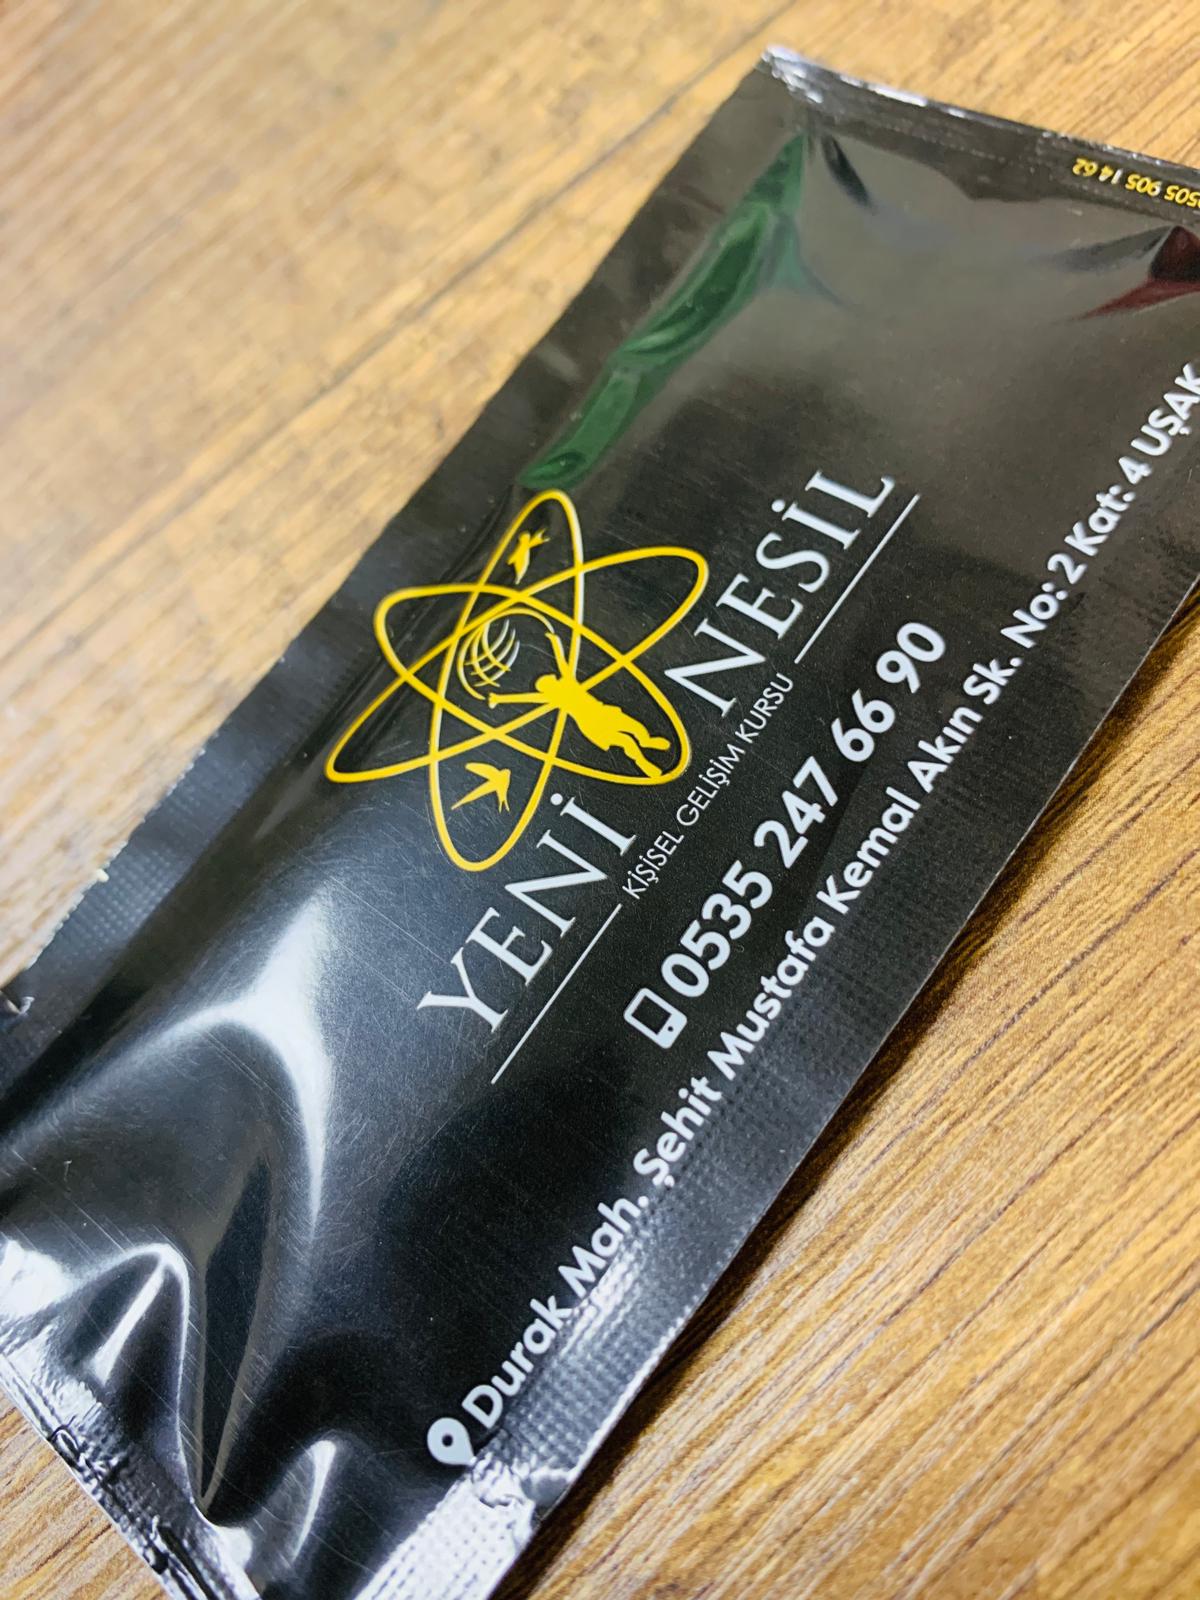 YENİ NESİL
KİŞİSEL GELİŞİM KURSU
0535 247 66 90
Durak Mah. Şehit Mustafa Kemal Akın Sk. No: 2 Kat: 4 UŞAK
0505 905 14 62